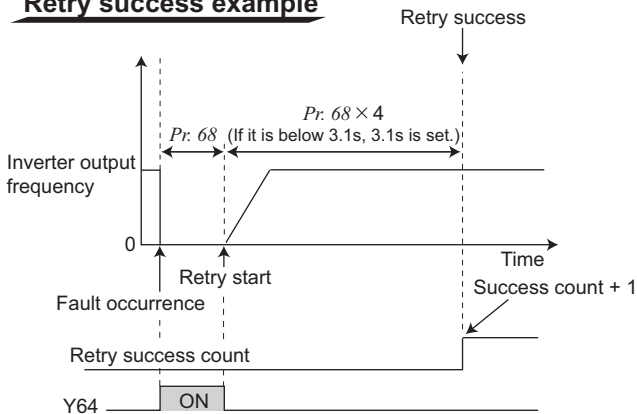 Retry success example
Retry success
Pr. 68 × 4
Pr. 68 (If it is below 3.1s, 3.1s is set.)
Inverter output
frequency
0
Time
Retry start
Success count + 1
Fault occurrence
Retry success count
Y64
ON